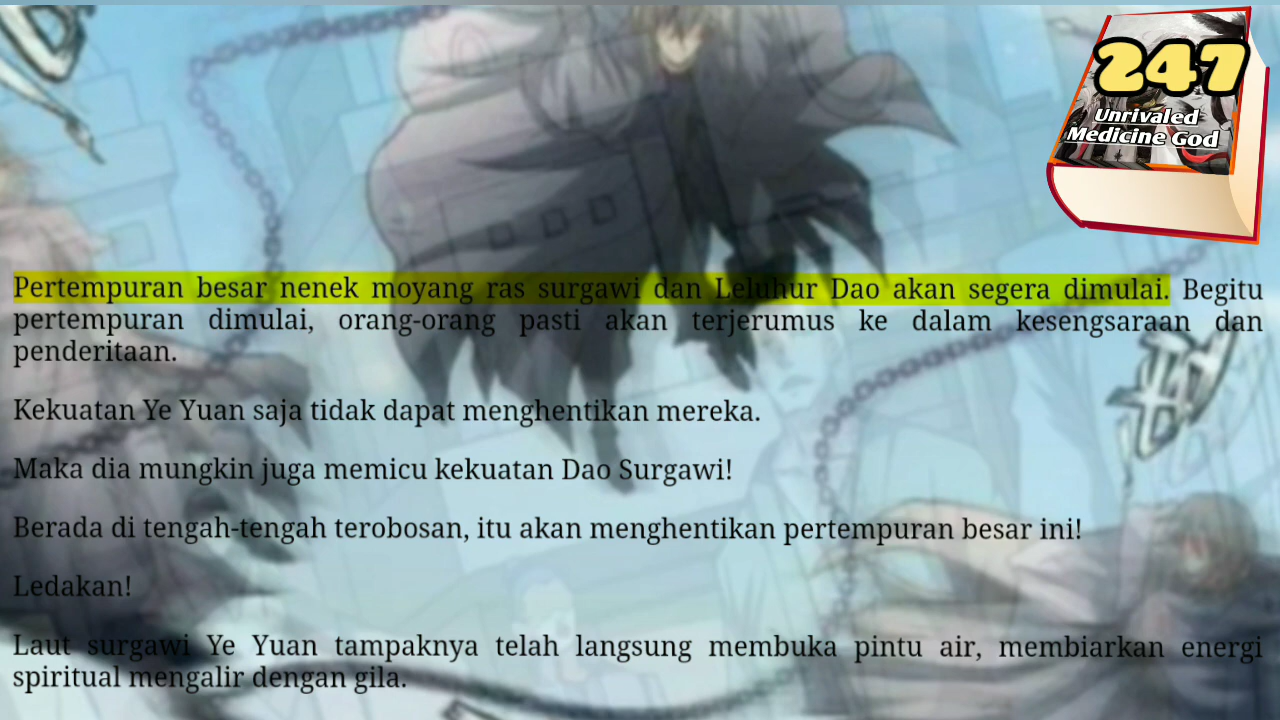 247
Unrivaled
Medicine God
Pertempuran besar nenek moyang ras surgawi dan Leluhur Dao akan segera dimulai. Begitu
pertempuran dimulai, orang-orang pasti akan terjerumus ke dalam kesengsaraan dan
penderitaan.
Kekuatan Ye Yuan saja tidak dapat menghentikan mereka.
Maka dia mungkin juga memicu kekuatan Dao Surgawi!
Berada di tengah-tengah terobosan, itu akan menghentikan pertempuran besar ini!
Ledakan!
Laut surgawi Ye Yuan tampaknya telah langsung membuka pintu air, membiarkan energi
spiritual mengalir dengan gila.